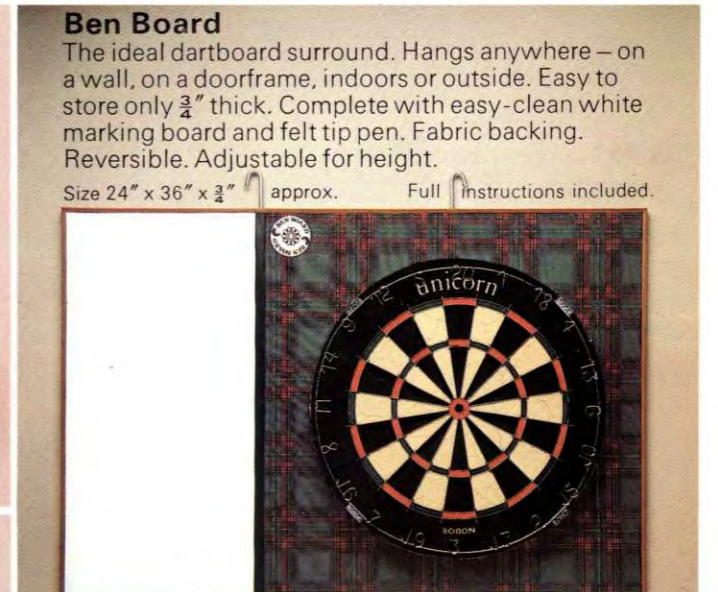 Ben Board
The ideal dartboard surround. Hangs anywhere – on
a wall, on a doorframe, indoors or outside. Easy to
store only ¾″ thick. Complete with easy-clean white
marking board and felt tip pen. Fabric backing.
Reversible. Adjustable for height.
Size 24″ x 36″ x ¾″ approx. Full instructions included.
BEN BOARD
unicorn
20
1
18
4
13
6
10
2
17
3
19
7
16
8
11
14
9
12
NODOR